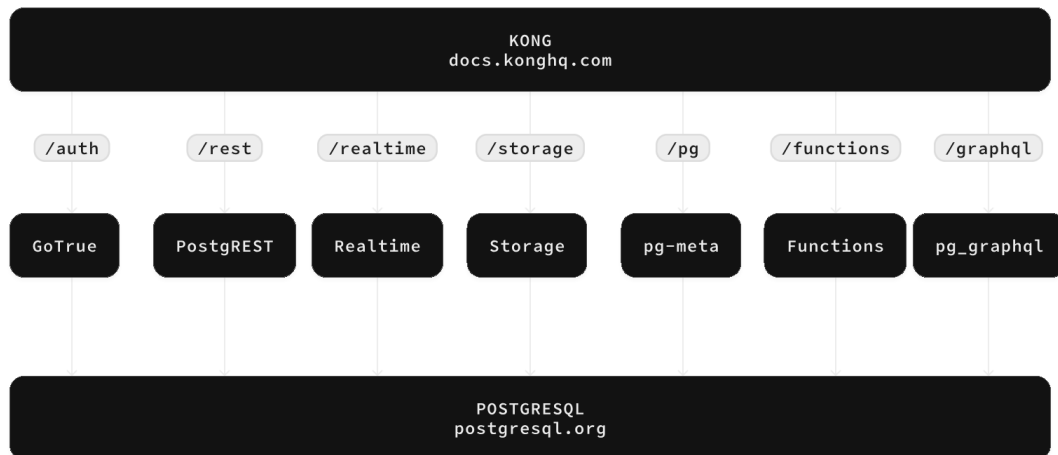 KONG
docs.konghq.com
/auth
/rest
/realtime
/storage
/pg
/functions
/graphql
GoTrue
PostgREST
Realtime
Storage
pg-meta
Functions
pg_graphql
POSTGRESQL
postgresql.org